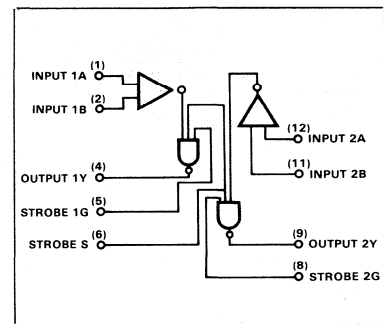 (1)
INPUT 1A
(2)
INPUT 1B
(12)
INPUT 2A
(11)
INPUT 2B
(4)
OUTPUT 1Y
(5)
STROBE 1G
(6)
STROBE S
(9)
OUTPUT 2Y
(8)
STROBE 2G